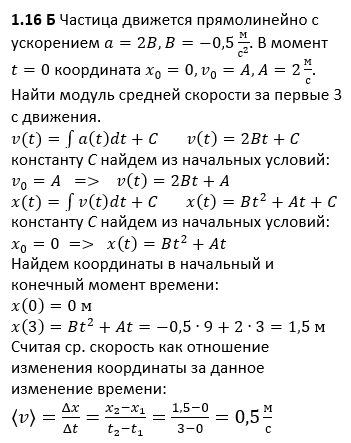 1.16 Б Частица движется прямолинейно с
ускорением a = 2B, B = −0,5 м/с². В момент
t = 0 координата x₀ = 0, v₀ = A, A = 2 м/с.
Найти модуль средней скорости за первые 3
с движения.
v(t) = ∫ a(t)dt + C v(t) = 2Bt + C
константу C найдем из начальных условий:
v₀ = A => v(t) = 2Bt + A
x(t) = ∫ v(t)dt + C x(t) = Bt² + At + C
константу C найдем из начальных условий:
x₀ = 0 => x(t) = Bt² + At
Найдем координаты в начальный и
конечный момент времени:
x(0) = 0 м
x(3) = Bt² + At = −0,5 ∙ 9 + 2 ∙ 3 = 1,5 м
Считая ср. скорость как отношение
изменения координаты за данное
изменение времени:
⟨v⟩ = Δx/Δt = (x₂−x₁)/(t₂−t₁) = (1,5−0)/(3−0) = 0,5 м/с